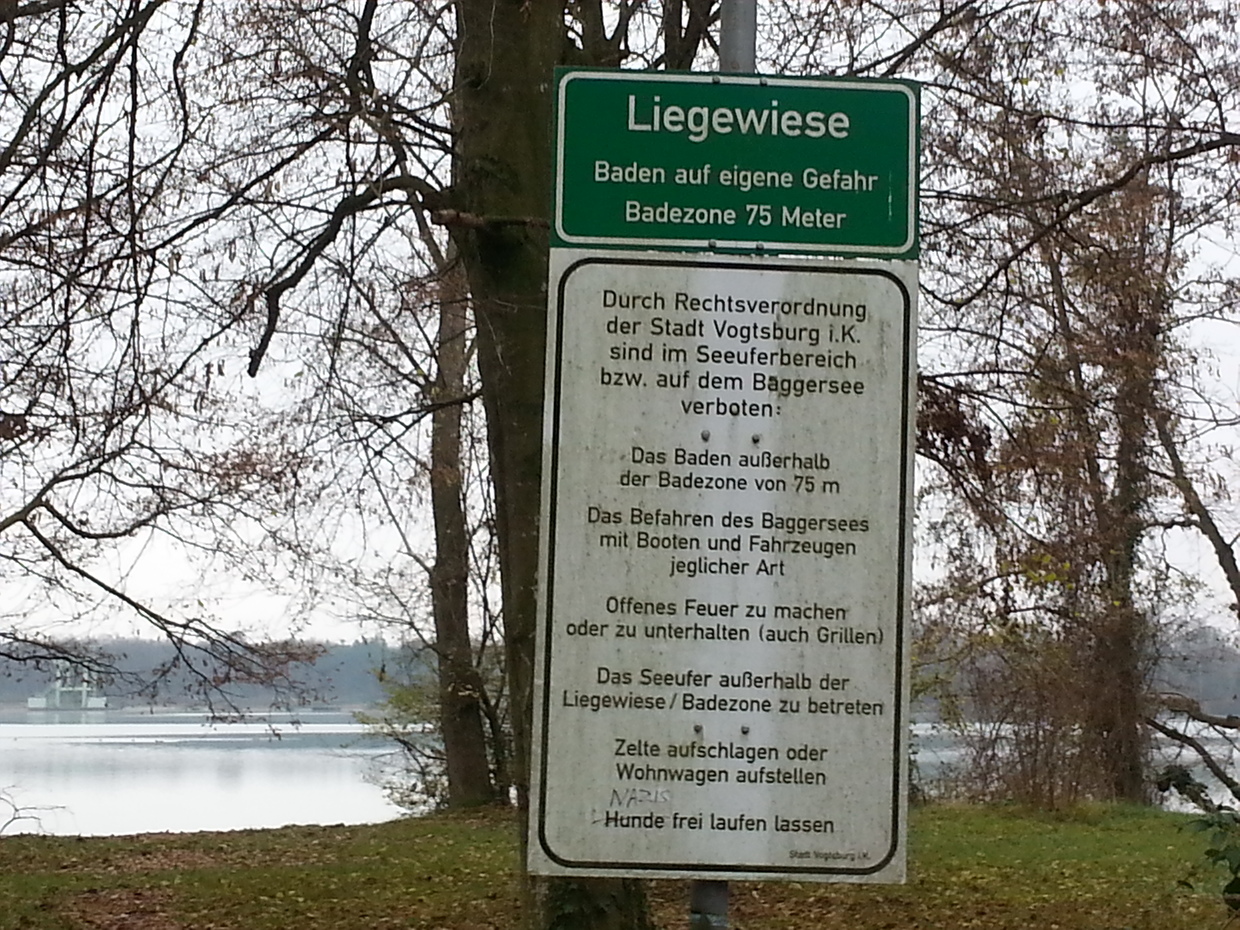 Liegewiese
Baden auf eigene Gefahr
Badezone 75 Meter
Durch Rechtsverordnung
der Stadt Vogtsburg i.K.
sind im Seeuferbereich
bzw. auf dem Baggersee
verboten:
Das Baden außerhalb
der Badezone von 75 m
Das Befahren des Baggersees
mit Booten und Fahrzeugen
jeglicher Art
Offenes Feuer zu machen
oder zu unterhalten (auch Grillen)
Das Seeufer außerhalb der
Liegewiese/Badezone zu betreten
Zelte aufschlagen oder
Wohnwagen aufstellen
NAZIS
Hunde frei laufen lassen
Stadt Vogtsburg i.K.